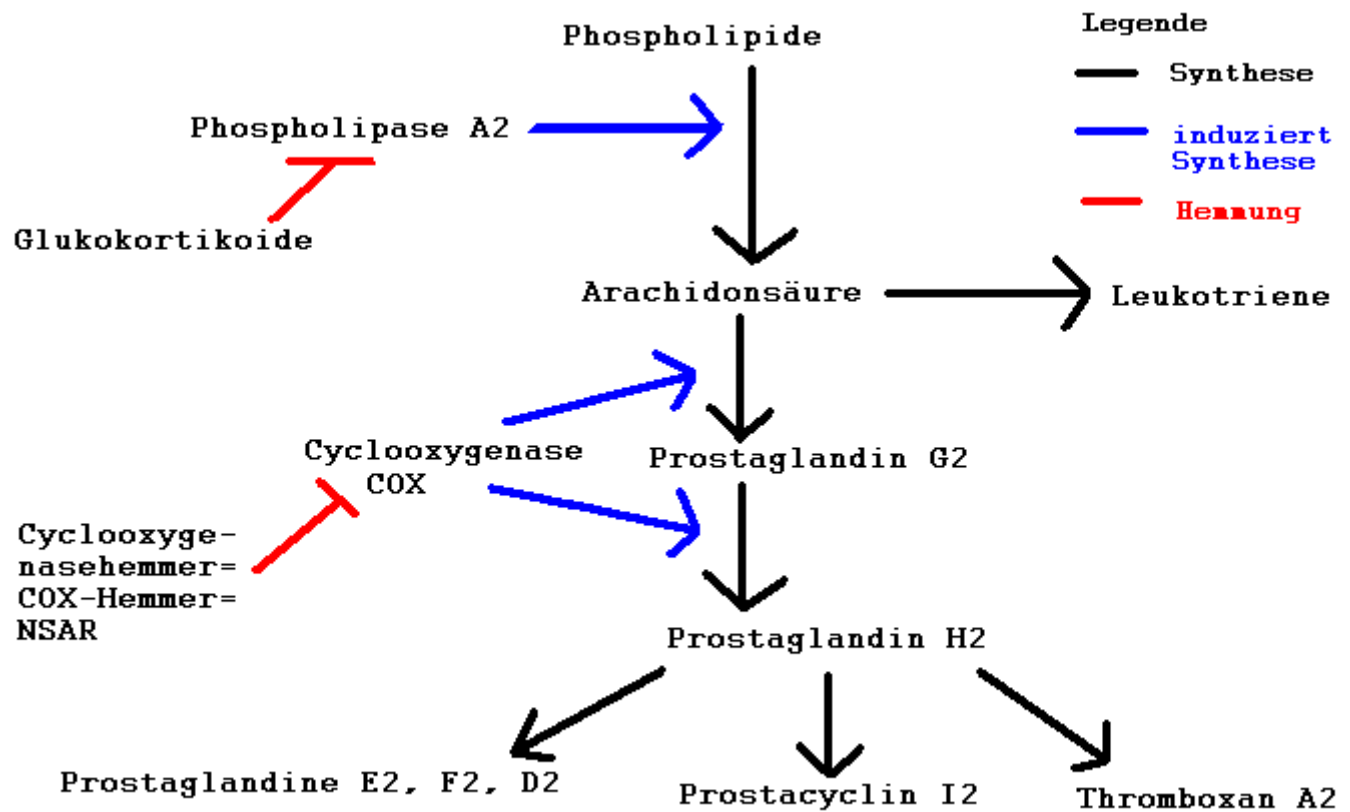 Phospholipide
Legende
Synthese
induziert
Synthese
Hemmung
Phospholipase A2
Glukokortikoide
Arachidonsäure
Leukotriene
Cyclooxygenase
COX
Prostaglandin G2
Cyclooxyge-
nasehemmer=
COX-Hemmer=
NSAR
Prostaglandin H2
Prostaglandine E2, F2, D2
Prostacyclin I2
Thromboxan A2